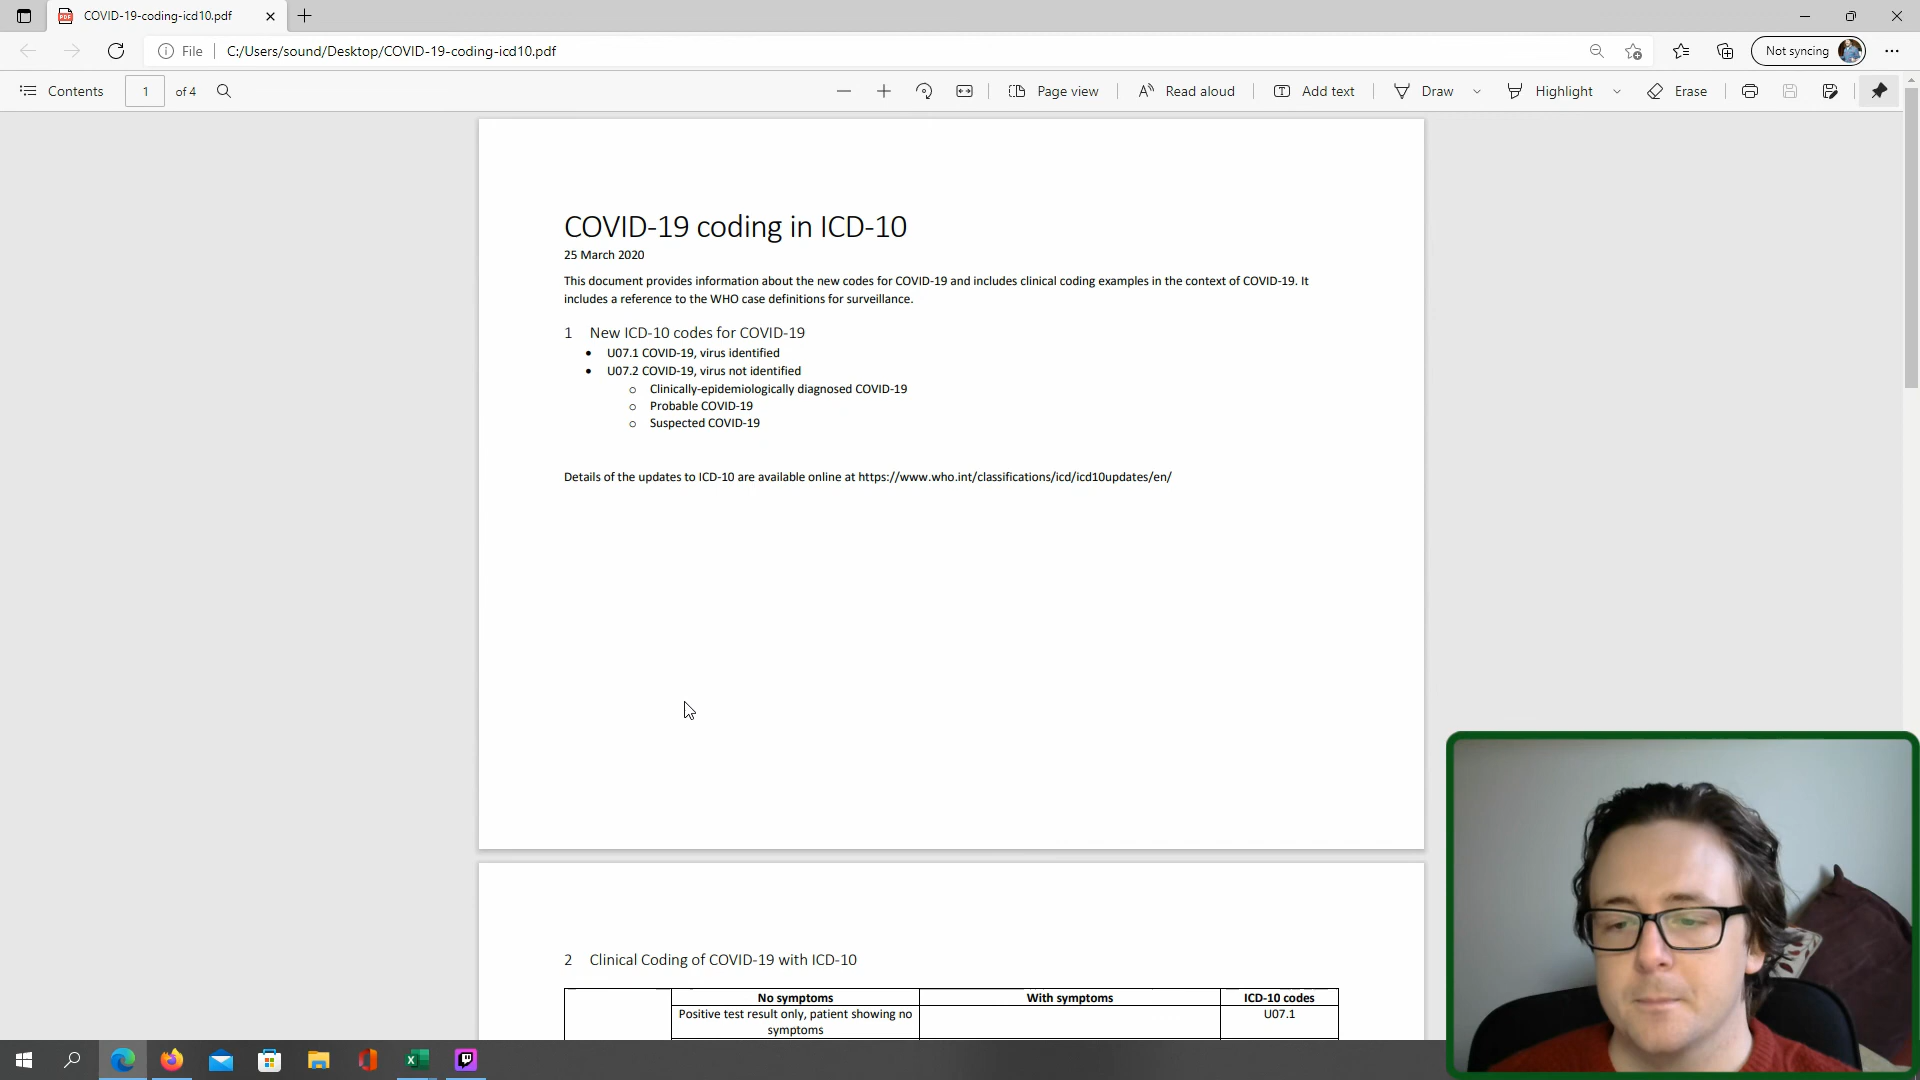 COVID-19-coding-icd10.pdf
File
C:/Users/sound/Desktop/COVID-19-coding-icd10.pdf
Not syncing
Contents
1
of 4
Page view
Read aloud
Add text
Draw
Highlight
Erase
COVID-19 coding in ICD-10
25 March 2020
This document provides information about the new codes for COVID-19 and includes clinical coding examples in the context of COVID-19. It
includes a reference to the WHO case definitions for surveillance.
1 New ICD-10 codes for COVID-19
• U07.1 COVID-19, virus identified
• U07.2 COVID-19, virus not identified
o Clinically-epidemiologically diagnosed COVID-19
o Probable COVID-19
o Suspected COVID-19
Details of the updates to ICD-10 are available online at https://www.who.int/classifications/icd/icd10updates/en/
2 Clinical Coding of COVID-19 with ICD-10
No symptoms
With symptoms
ICD-10 codes
Positive test result only, patient showing no
symptoms
U07.1